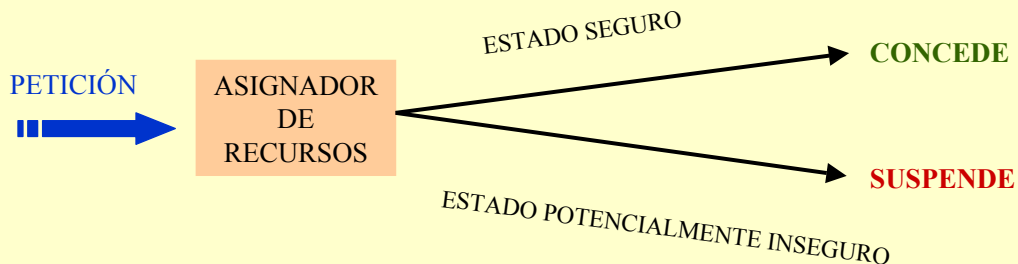 PETICIÓN
ASIGNADOR
DE
RECURSOS
ESTADO SEGURO
CONCEDE
ESTADO POTENCIALMENTE INSEGURO
SUSPENDE